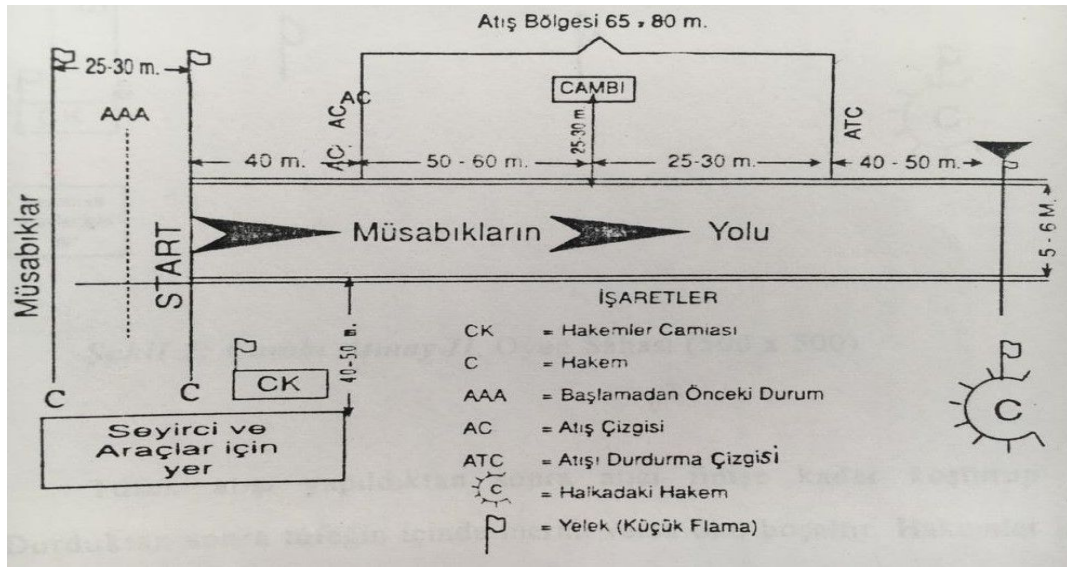 Atış Bölgesi 65 - 80 m.
25-30 m.
CAMBI
AAA
AC
AC
AC
ATC
25-30 m.
40 m.
50 - 60 m.
25-30 m.
40 - 50 m.
Müsabıklar
START
Müsabıkların Yolu
5 - 6 M.
40-50 m.
İŞARETLER
CK = Hakemler Camiası
C = Hakem
AAA = Başlamadan Önceki Durum
AC = Atış Çizgisi
ATC = Atışı Durdurma Çizgisi
C = Halkadaki Hakem
= Yelek (Küçük Flama)
C
C
CK
C
Seyirci ve
Araçlar için
yer